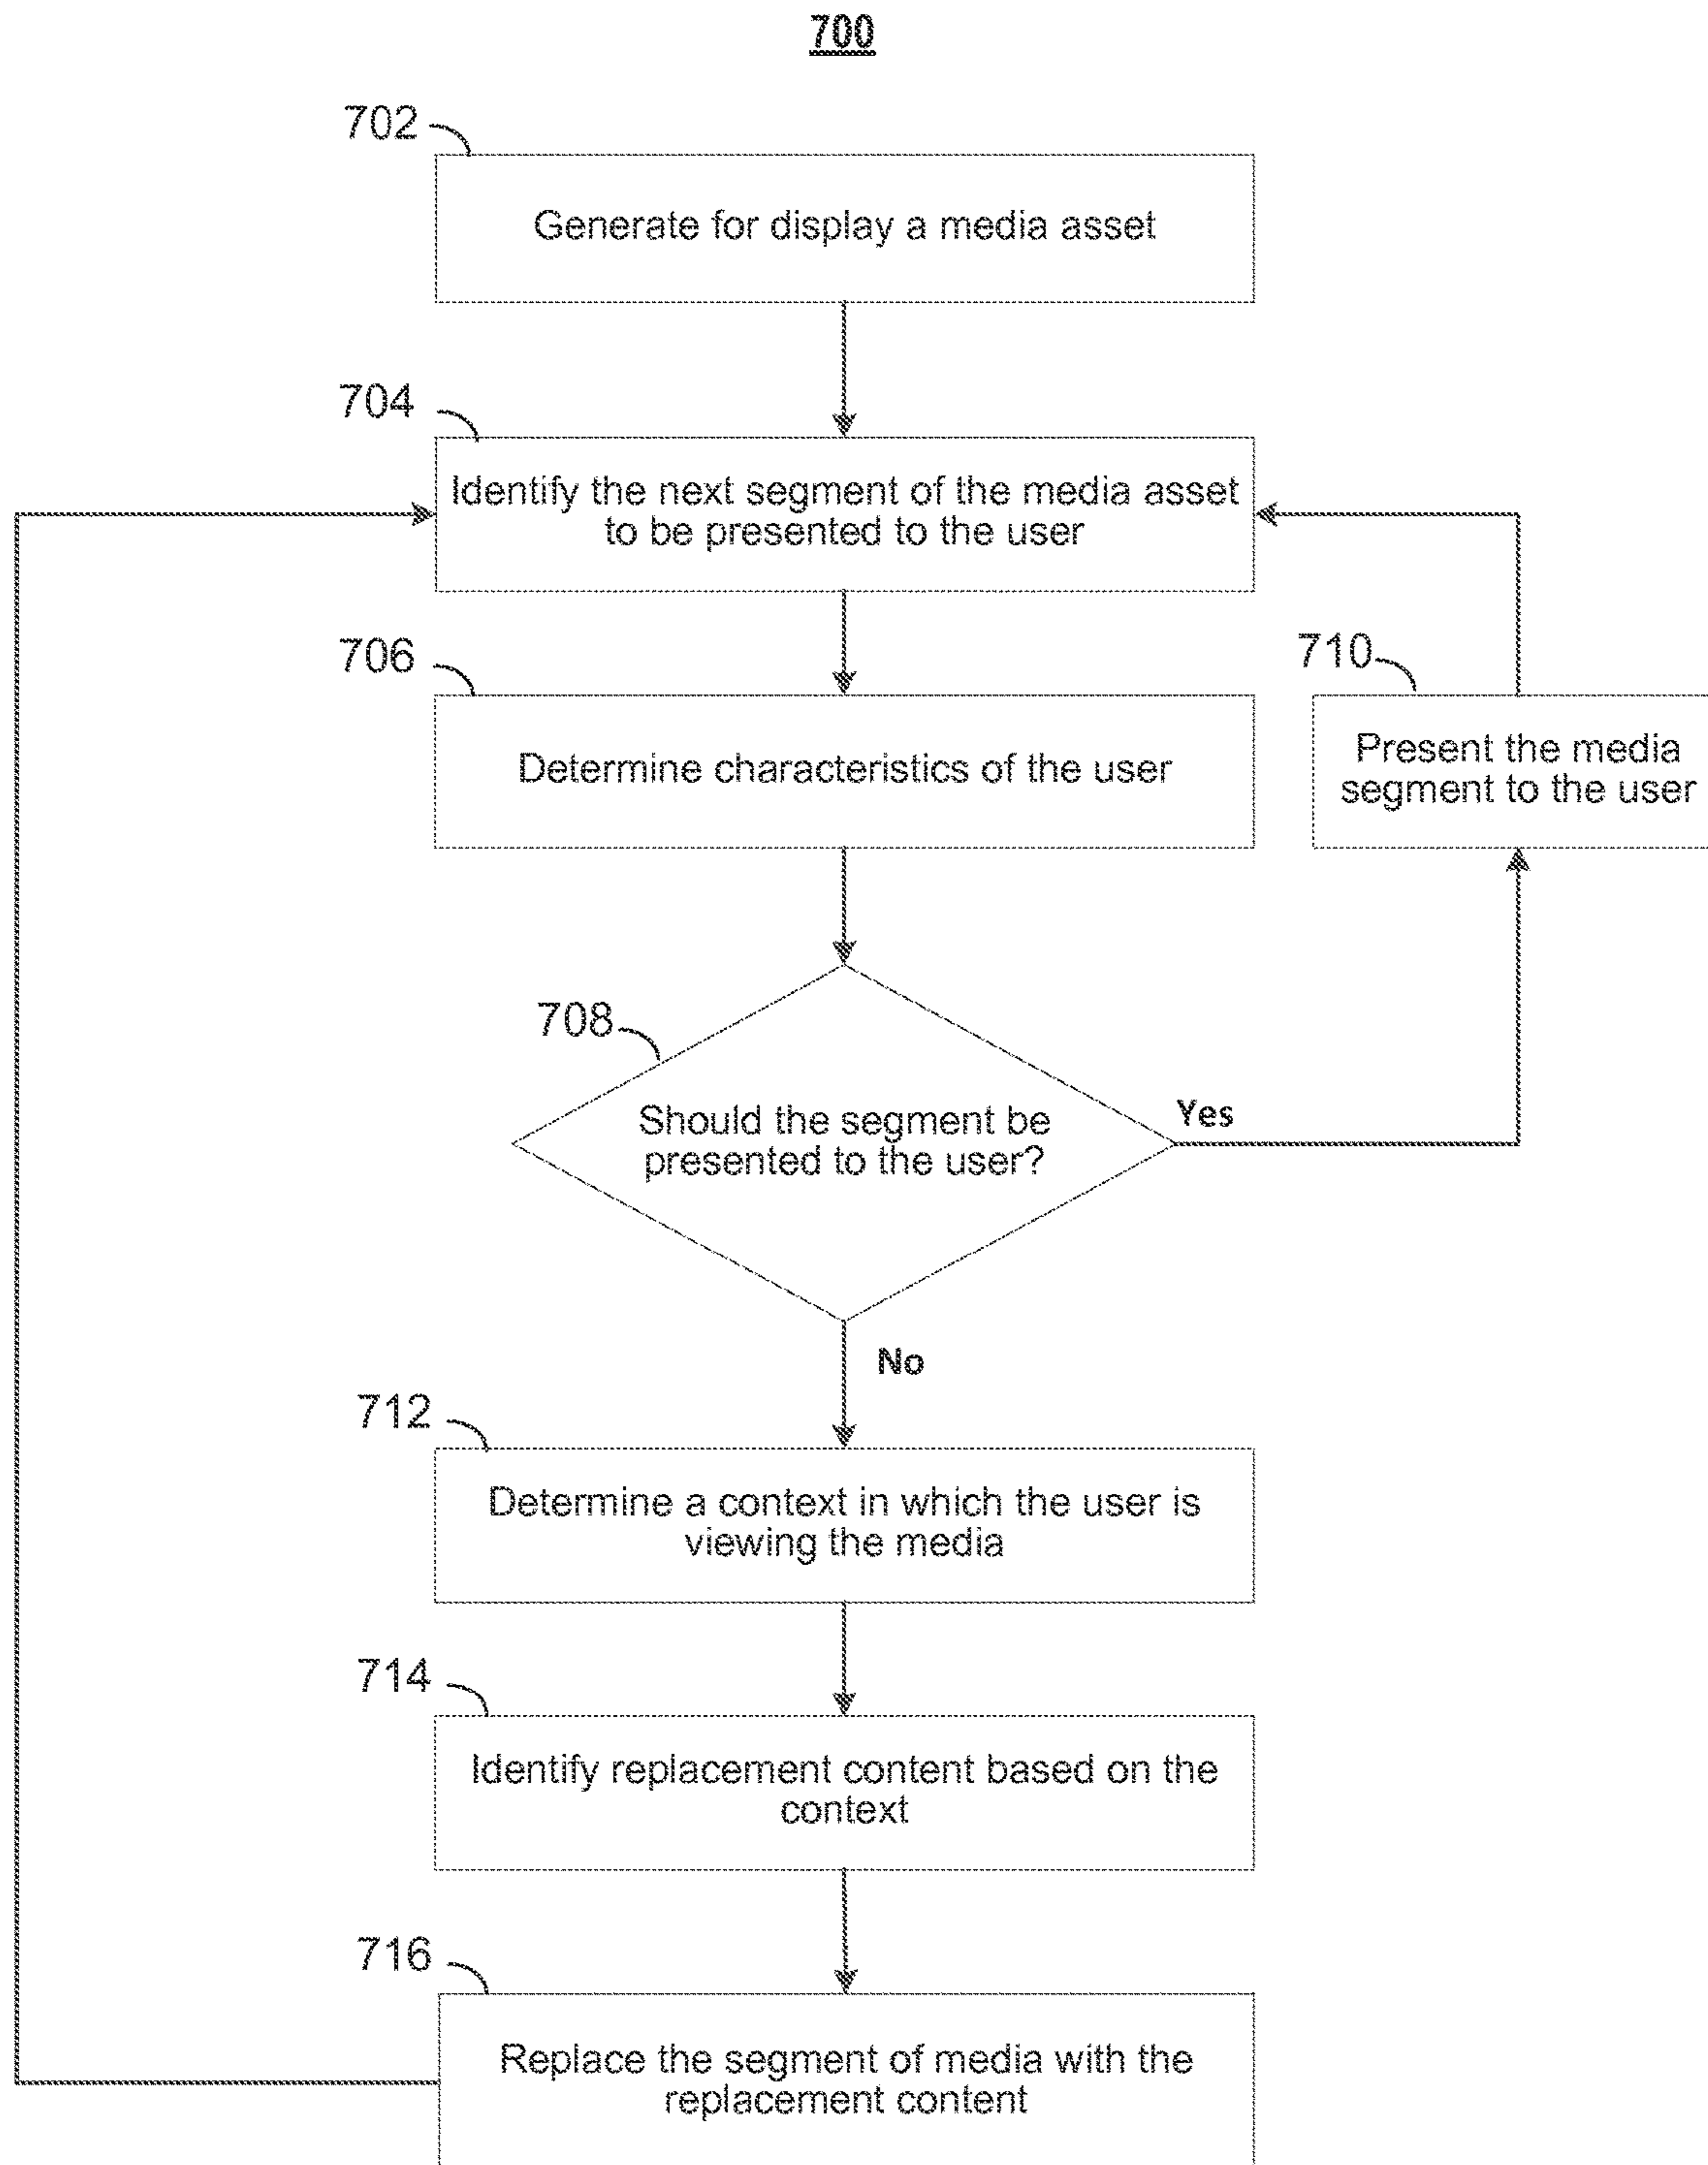 700
702
Generate for display a media asset
704
Identify the next segment of the media asset
to be presented to the user
706
Determine characteristics of the user
710
Present the media
segment to the user
708
Should the segment be
presented to the user?
Yes
No
712
Determine a context in which the user is
viewing the media
714
Identify replacement content based on the
context
716
Replace the segment of media with the
replacement content